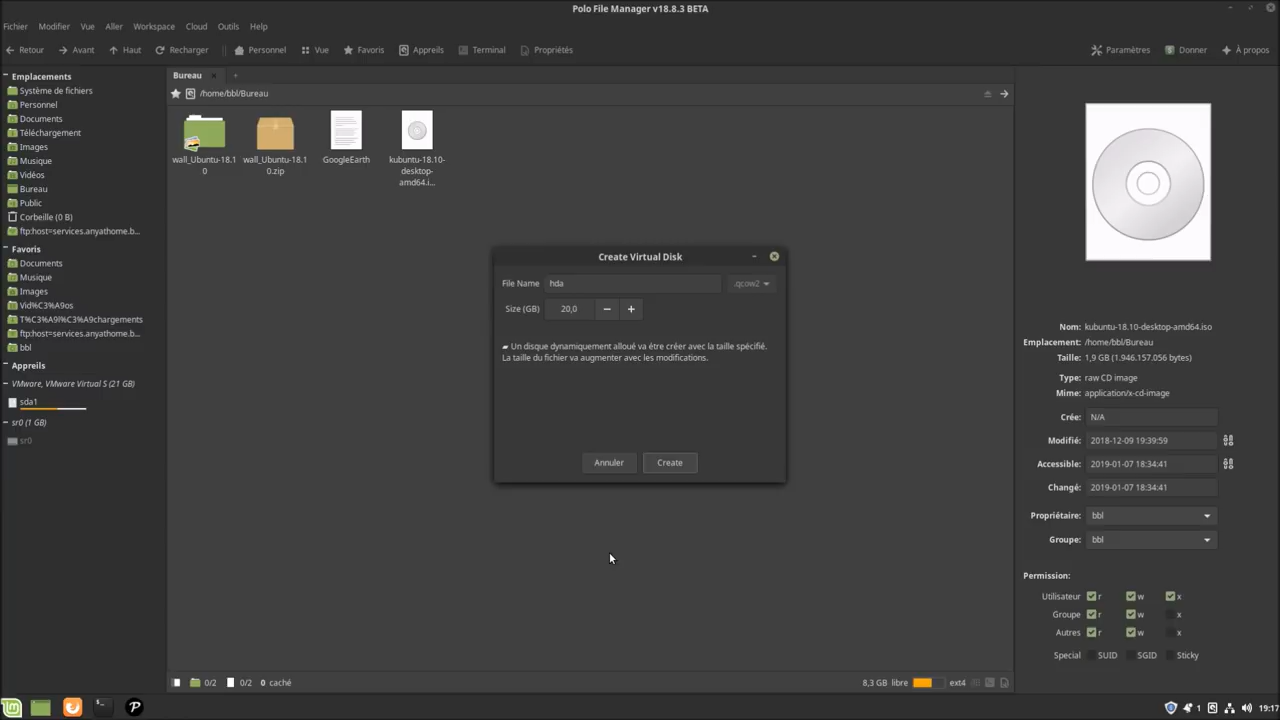 Polo File Manager v18.8.3 BETA
Fichier Modifier Vue Aller Workspace Cloud Outils Help
Retour Avant Haut Recharger Personnel Vue Favoris Appareils Terminal Propriétés Paramètres Donner À propos
Emplacements
Système de fichiers
Personnel
Documents
Téléchargement
Images
Musique
Vidéos
Bureau
Public
Corbeille (0 B)
ftp:host=services.anyathome.b...
Favoris
Documents
Musique
Images
Vid%C3%A9os
T%C3%A9l%C3%A9chargements
ftp:host=services.anyathome.b...
bbl
Appareils
VMware, VMware Virtual S (21 GB)
sda1
sr0 (1 GB)
sr0
Bureau
/home/bbl/Bureau
wall_Ubuntu-18.1
0
wall_Ubuntu-18.1
0.zip
GoogleEarth
kubuntu-18.10-
desktop-
amd64.i...
Create Virtual Disk
File Name hda .qcow2
Size (GB) 20,0
Un disque dynamiquement alloué va étre créer avec la taille spécifié.
La taille du fichier va augmenter avec les modifications.
Annuler Create
0/2 0/2 0 caché
8,3 GB libre ext4
Nom: kubuntu-18.10-desktop-amd64.iso
Emplacement: /home/bbl/Bureau
Taille: 1,9 GB (1.946.157.056 bytes)
Type: raw CD image
Mime: application/x-cd-image
Crée: N/A
Modifié: 2018-12-09 19:39:59
Accessible: 2019-01-07 18:34:41
Changé: 2019-01-07 18:34:41
Propriétaire: bbl
Groupe: bbl
Permission:
Utilisateur r w x
Groupe r w x
Autres r w x
Special SUID SGID Sticky
1 19:17